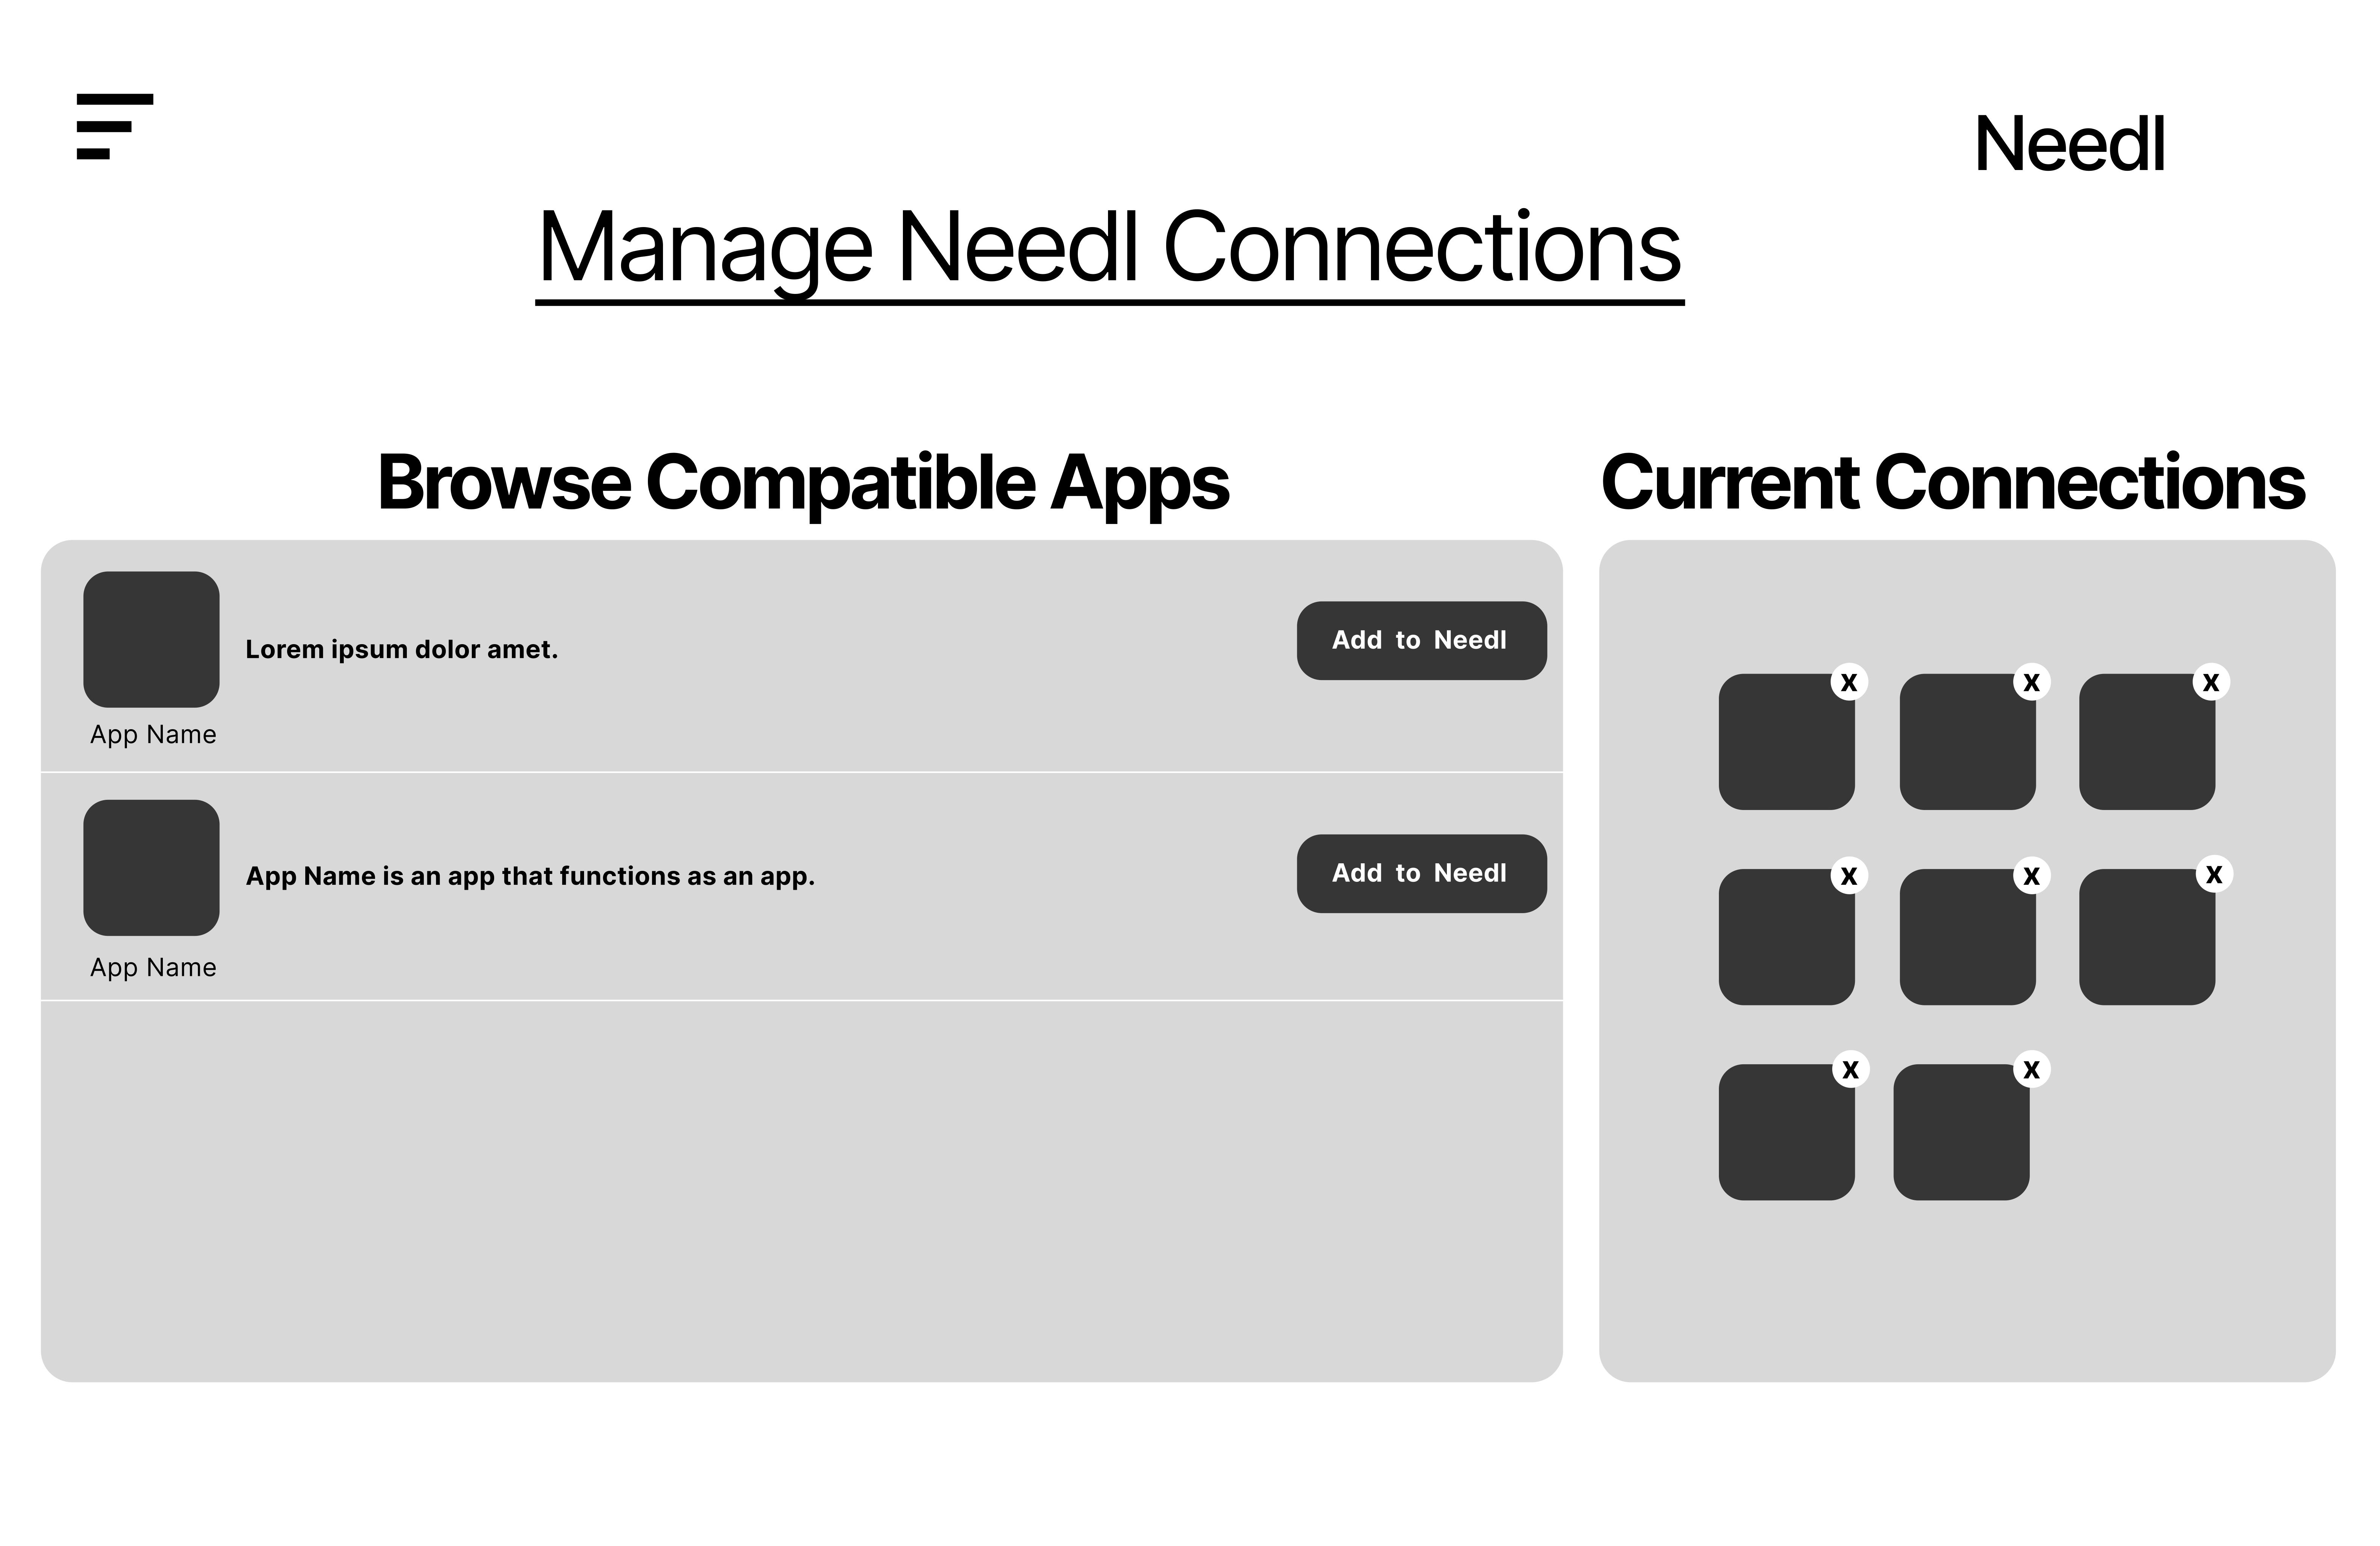 Needl
Manage Needl Connections
Browse Compatible Apps
Current Connections
Lorem ipsum dolor amet.
Add to Needl
App Name
App Name is an app that functions as an app.
Add to Needl
App Name
x x x
x x x
x x